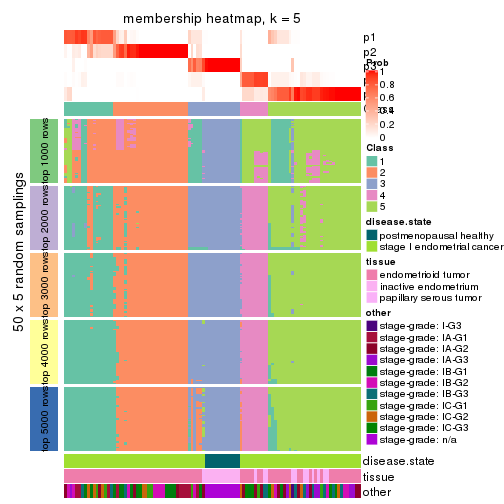 membership heatmap, k = 5
p1
p2
p3
Prob
1
0.8
0.6
0.4
0.2
0
Class
1
2
3
4
5
disease.state
postmenopausal healthy
stage I endometrial cancer
tissue
endometrioid tumor
inactive endometrium
papillary serous tumor
other
stage-grade: I-G3
stage-grade: IA-G1
stage-grade: IA-G2
stage-grade: IA-G3
stage-grade: IB-G1
stage-grade: IB-G2
stage-grade: IB-G3
stage-grade: IC-G1
stage-grade: IC-G2
stage-grade: IC-G3
stage-grade: n/a
50 x 5 random samplings
top 1000 rows
top 2000 rows
top 3000 rows
top 4000 rows
top 5000 rows
disease.state
tissue
other